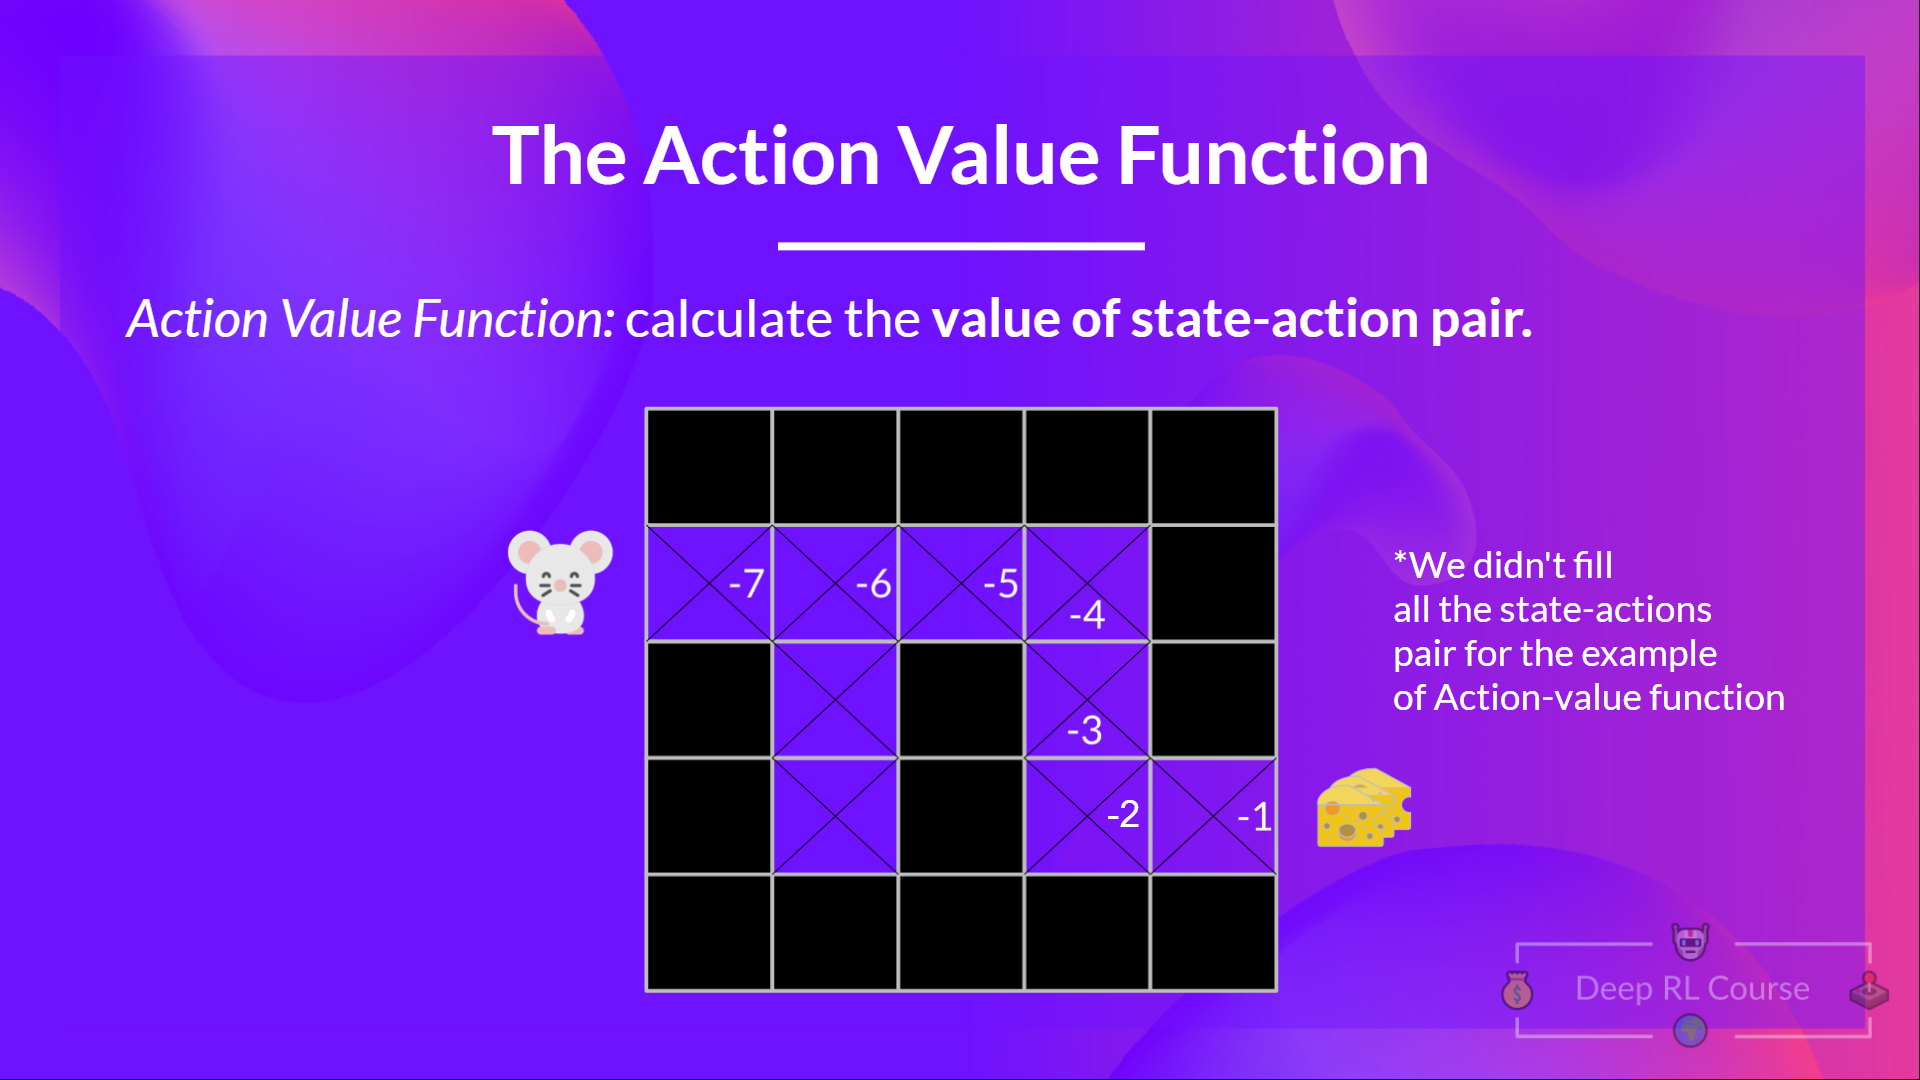 The Action Value Function
Action Value Function: calculate the value of state-action pair.
-7 -6 -5
-4
-3
-2 -1
*We didn't fill
all the state-actions
pair for the example
of Action-value function
$
Deep RL Course